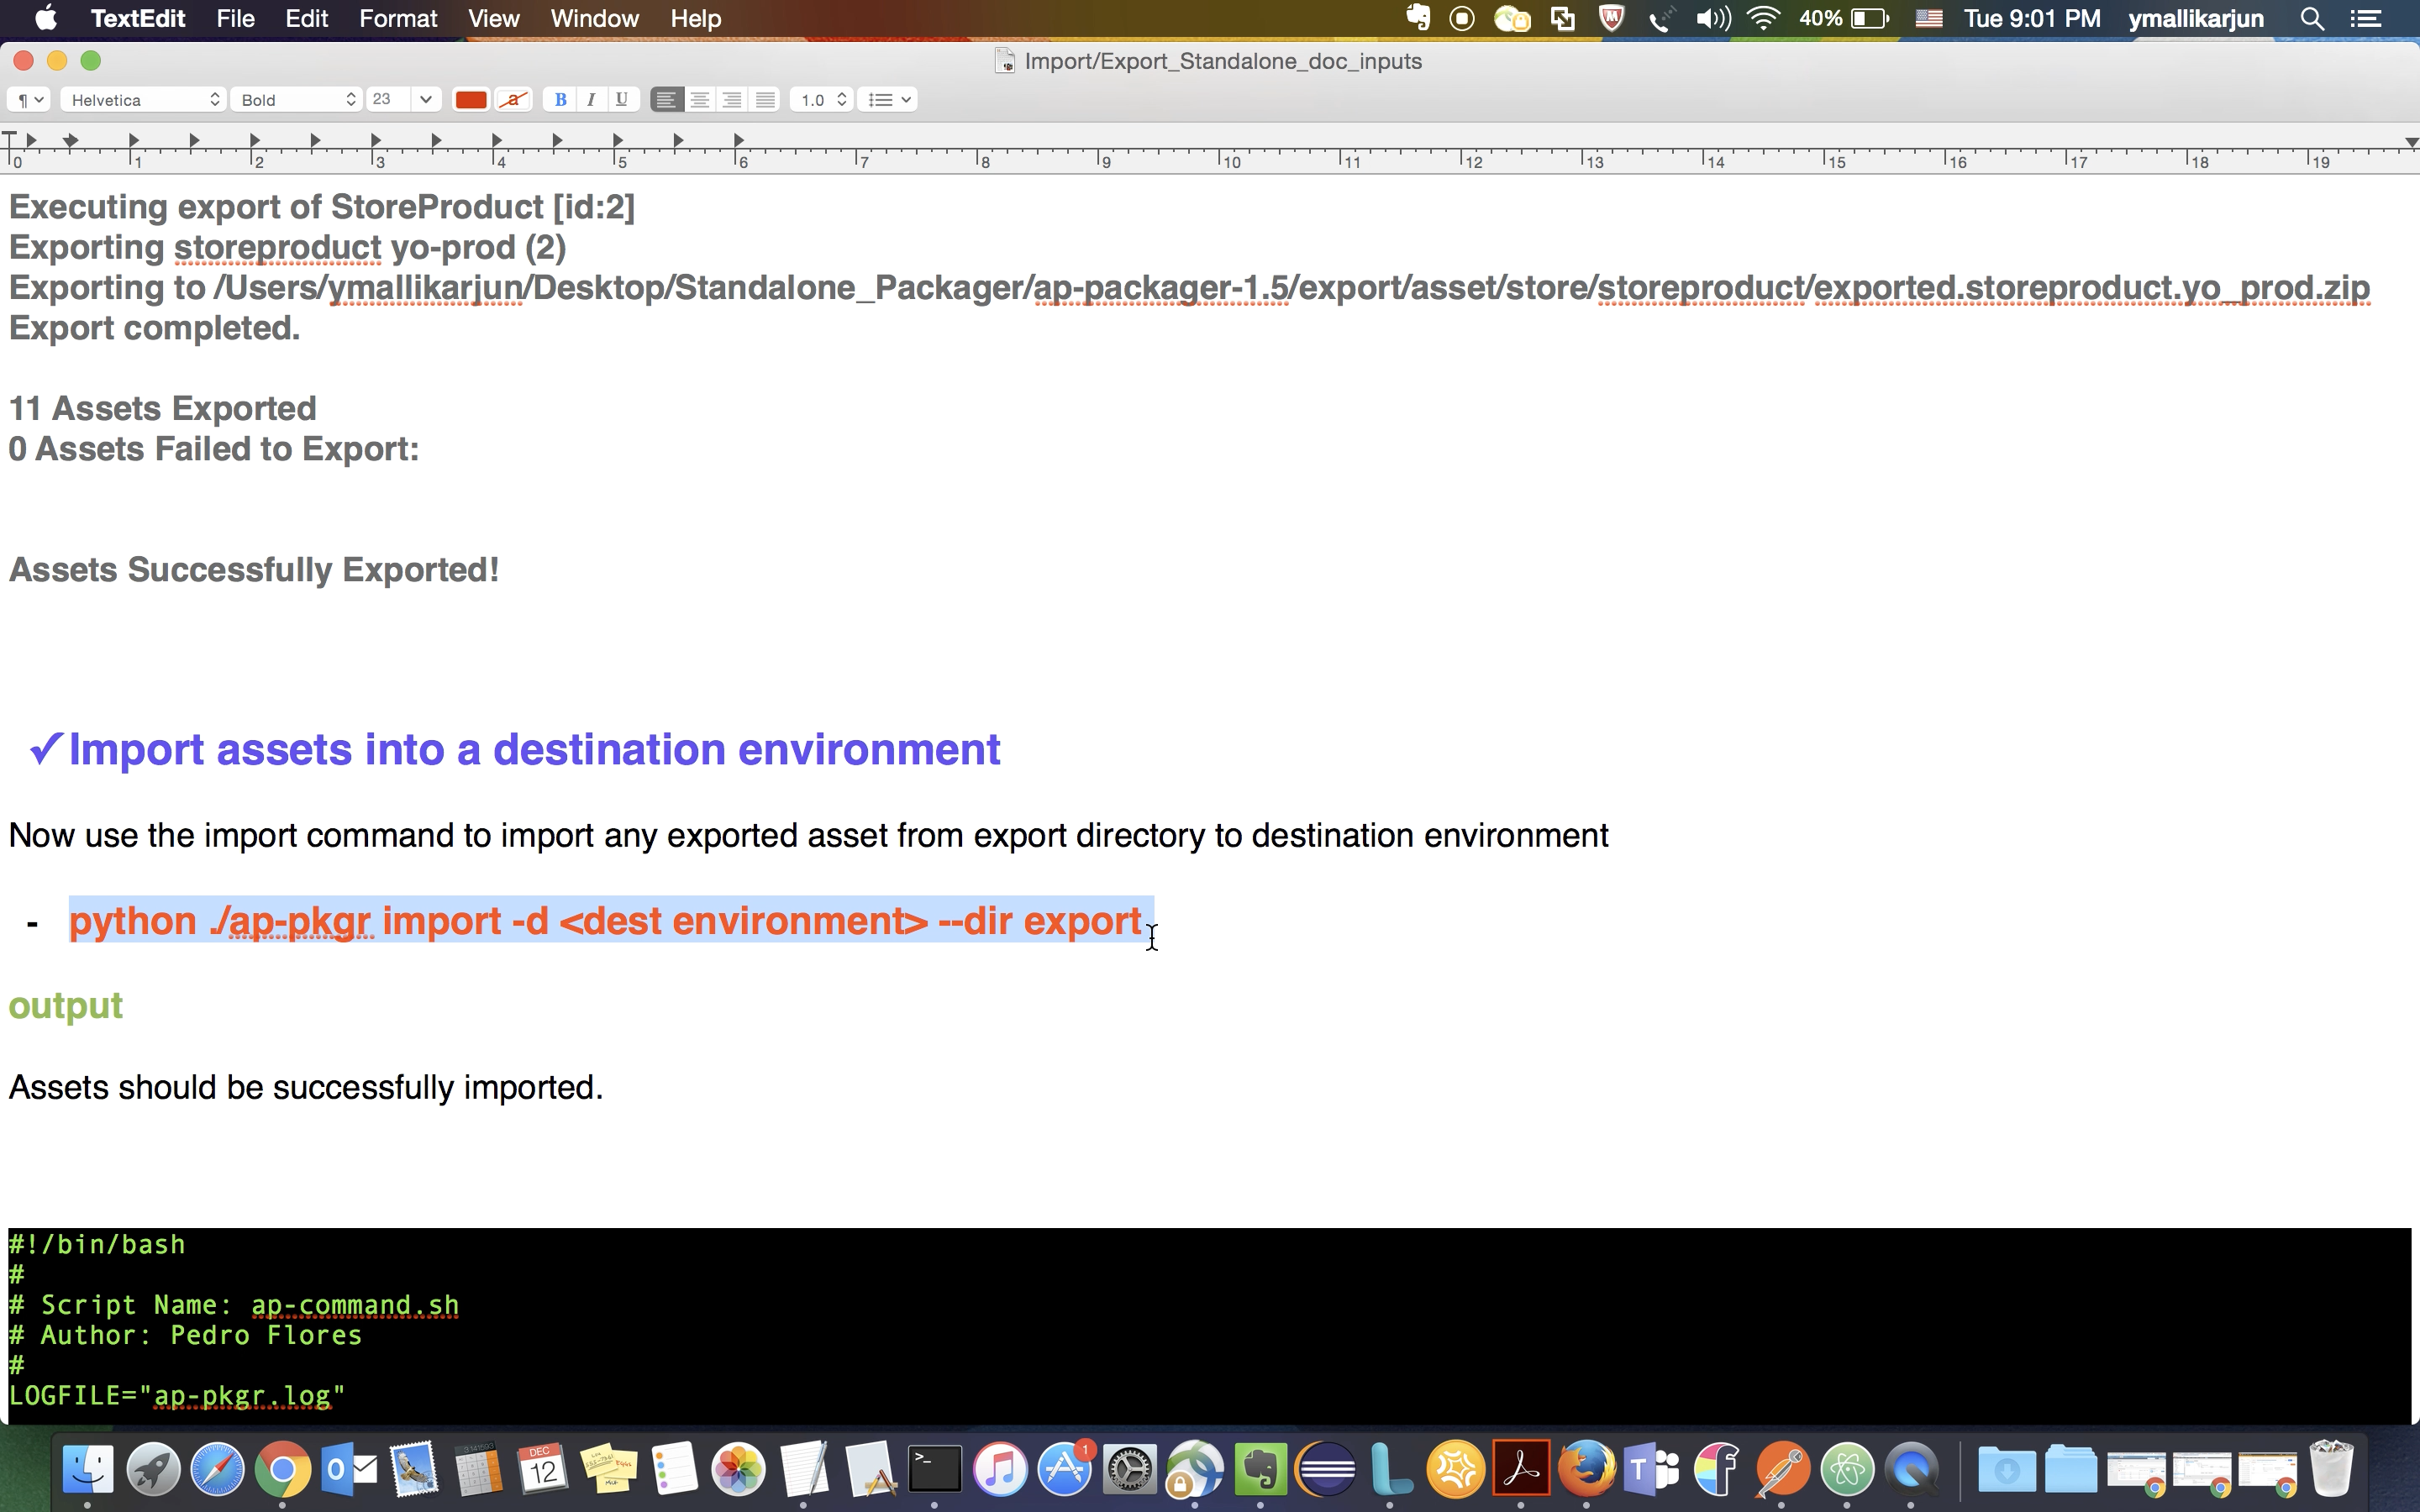 TextEdit File Edit Format View Window Help 40% Tue 9:01 PM ymallikarjun
Import/Export_Standalone_doc_inputs
¶ Helvetica Bold 23 a B I U 1.0
0 1 2 3 4 5 6 7 8 9 10 11 12 13 14 15 16 17 18 19
Executing export of StoreProduct [id:2]
Exporting storeproduct yo-prod (2)
Exporting to /Users/ymallikarjun/Desktop/Standalone_Packager/ap-packager-1.5/export/asset/store/storeproduct/exported.storeproduct.yo_prod.zip
Export completed.
11 Assets Exported
0 Assets Failed to Export:
Assets Successfully Exported!
✓Import assets into a destination environment
Now use the import command to import any exported asset from export directory to destination environment
- python ./ap-pkgr import -d <dest environment> --dir export
output
Assets should be successfully imported.
#!/bin/bash
#
# Script Name: ap-command.sh
# Author: Pedro Flores
#
LOGFILE="ap-pkgr.log"
DEC
12
1